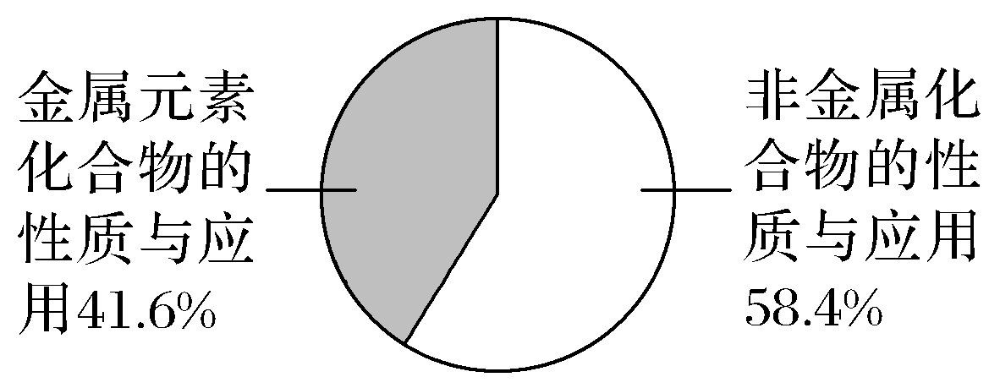 金属元素
化合物的
性质与应
用41.6%
非金属化
合物的性
质与应用
58.4%